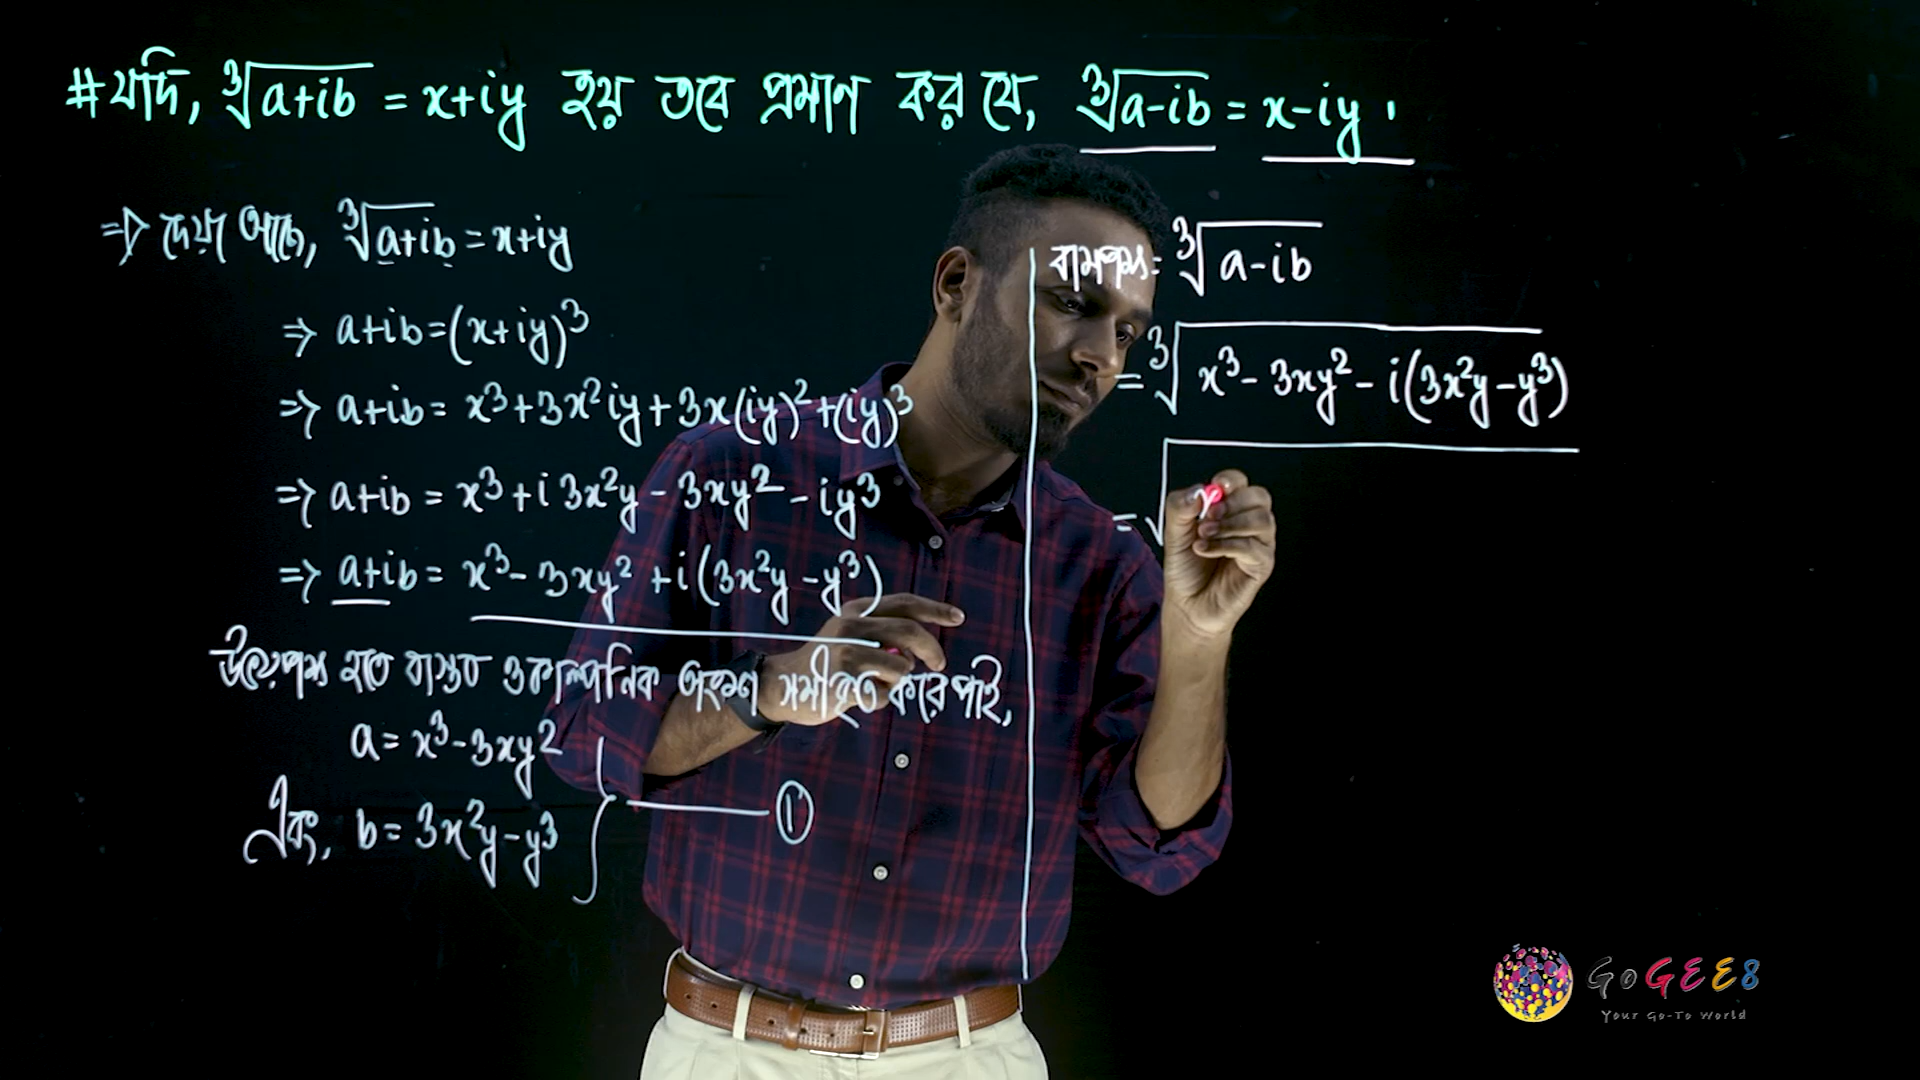 #যদি, ∛(a+ib) = x+iy হয় তবে প্রমাণ কর যে, ∛(a-ib) = x-iy।
⇒ দেয়া আছে, ∛(a+ib) = x+iy
⇒ a+ib=(x+iy)³
⇒ a+ib= x³+3x²iy+3x(iy)²+(iy)³
⇒ a+ib = x³+i3x²y-3xy²-iy³
⇒ a+ib= x³-3xy²+i(3x²y-y³)
উভয়পক্ষ হতে বাস্তব ও কাল্পনিক অংশ সমীকৃত করে পাই,
a= x³-3xy²
এবং, b= 3x²y-y³
①
বামপক্ষ= ∛(a-ib)
= ∛(x³-3xy²-i(3x²y-y³))
= √x
GOGEE8
Your Go-To World